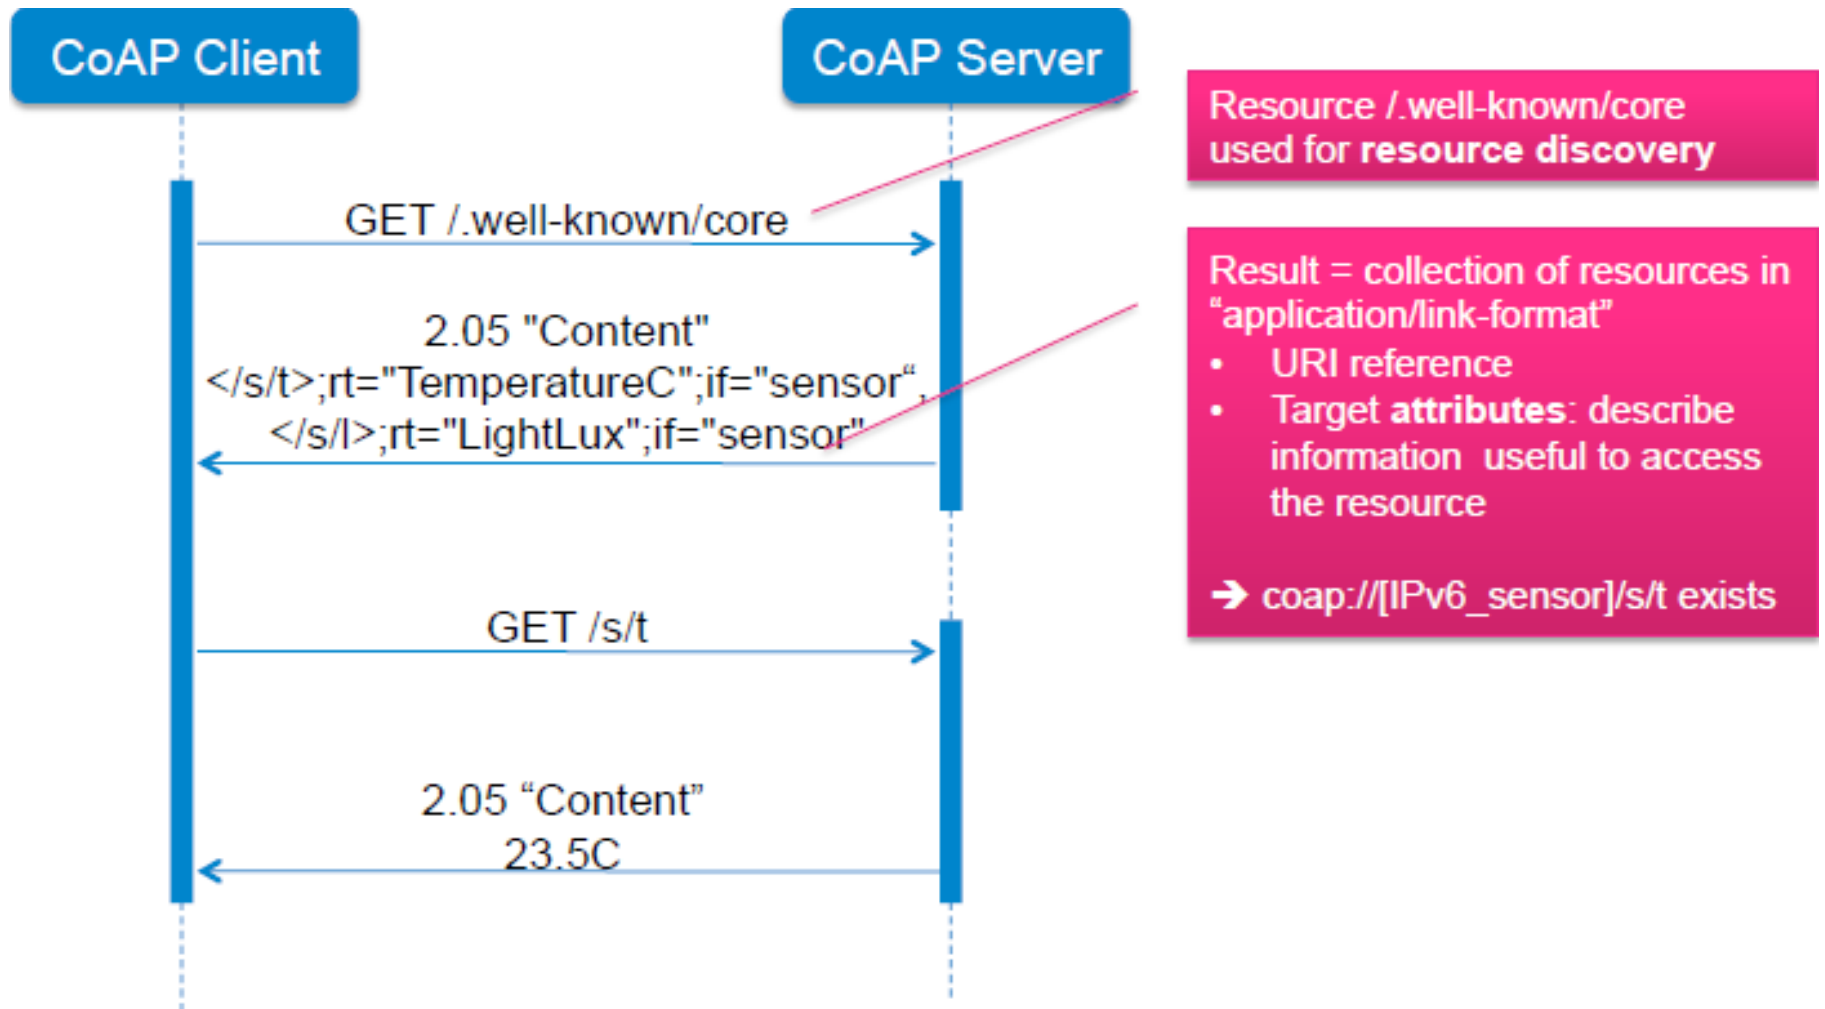 CoAP Client
CoAP Server
GET /.well-known/core
2.05 "Content"
</s/t>;rt="TemperatureC";if="sensor“,
</s/l>;rt="LightLux";if="sensor"
GET /s/t
2.05 “Content”
23.5C
Resource /.well-known/core
used for resource discovery
Result = collection of resources in
“application/link-format”
• URI reference
• Target attributes: describe
information useful to access
the resource
➔ coap://[IPv6_sensor]/s/t exists